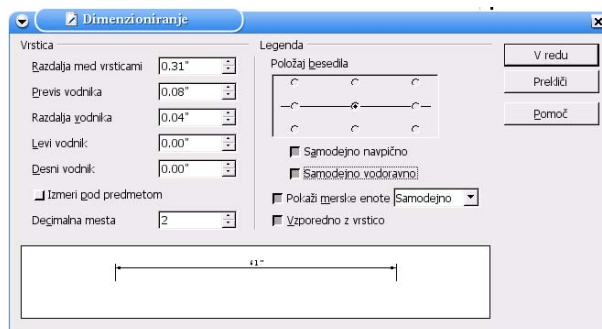 Dimenzioniranje
Vrstica
Razdalja med vrsticami 0.31"
Previs vodnika 0.08"
Razdalja vodnika 0.04"
Levi vodnik 0.00"
Desni vodnik 0.00"
Izmeri pod predmetom
Decimalna mesta 2
Legenda
Položaj besedila
Samodejno navpično
Samodejno vodoravno
Pokaži merske enote Samodejno
Vzporedno z vrstico
V redu
Prekliči
Pomoč